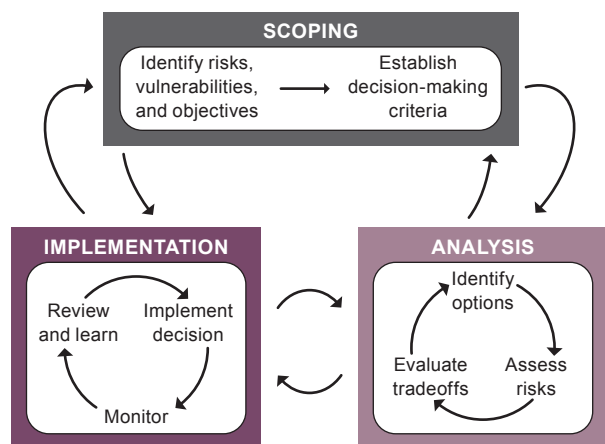 SCOPING
Identify risks,
vulnerabilities,
and objectives
Establish
decision-making
criteria
IMPLEMENTATION
Review
and learn
Implement
decision
Monitor
ANALYSIS
Identify
options
Evaluate
tradeoffs
Assess
risks